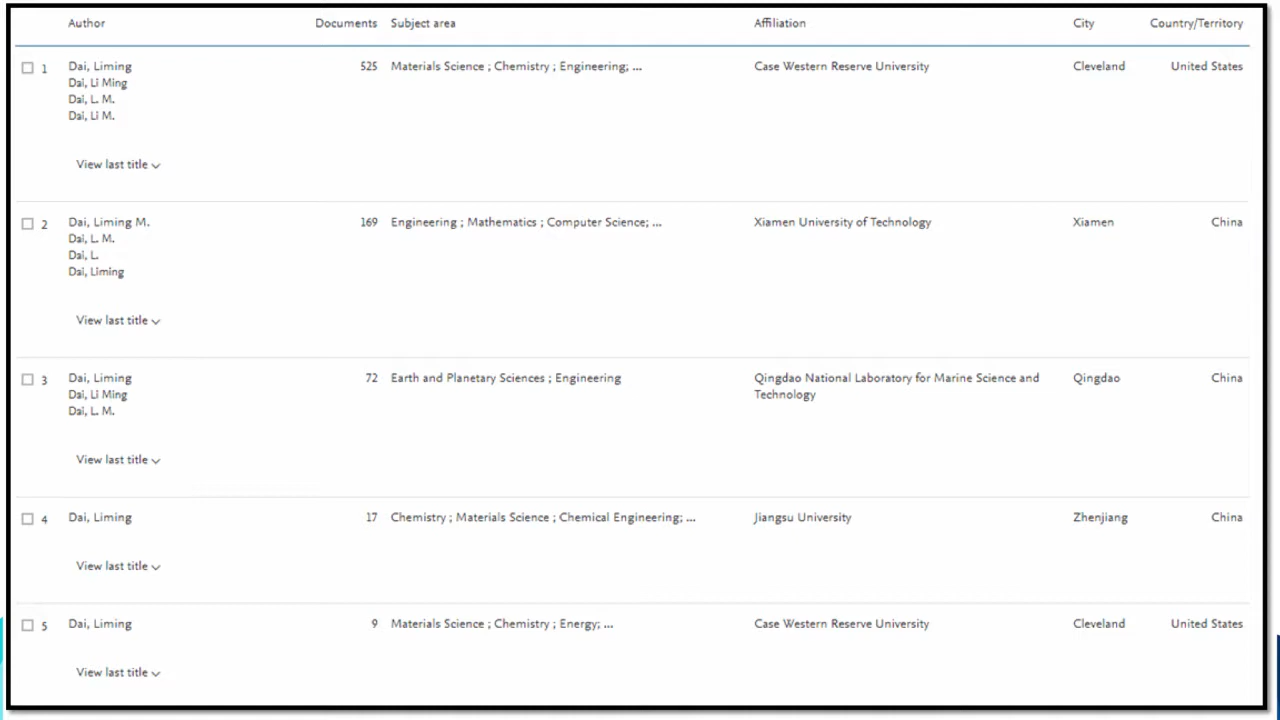 Author Documents Subject area Affiliation City Country/Territory
1 Dai, Liming 525 Materials Science ; Chemistry ; Engineering; ... Case Western Reserve University Cleveland United States
Dai, Li Ming
Dai, L. M.
Dai, Li M.
View last title
2 Dai, Liming M. 169 Engineering ; Mathematics ; Computer Science; ... Xiamen University of Technology Xiamen China
Dai, L. M.
Dai, L.
Dai, Liming
View last title
3 Dai, Liming 72 Earth and Planetary Sciences ; Engineering Qingdao National Laboratory for Marine Science and Qingdao China
Dai, Li Ming Technology
Dai, L. M.
View last title
4 Dai, Liming 17 Chemistry ; Materials Science ; Chemical Engineering; ... Jiangsu University Zhenjiang China
View last title
5 Dai, Liming 9 Materials Science ; Chemistry ; Energy; ... Case Western Reserve University Cleveland United States
View last title